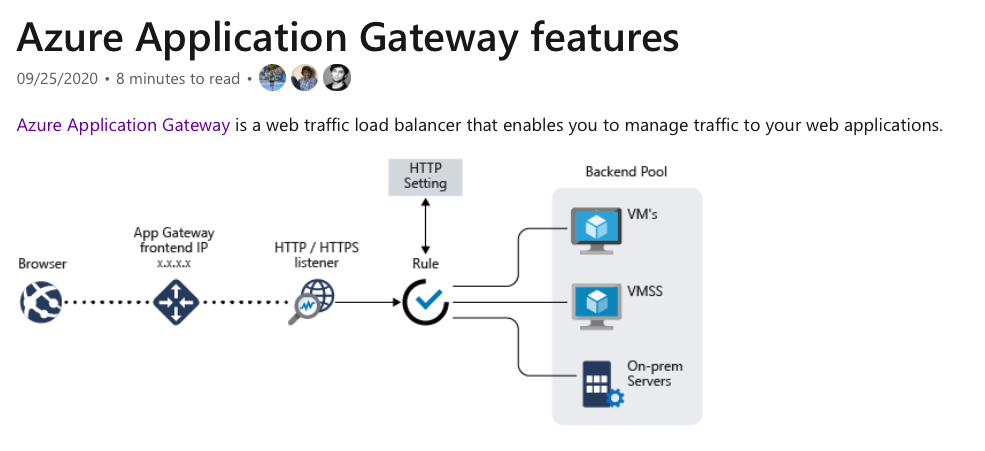 Azure Application Gateway features
09/25/2020 • 8 minutes to read •
Azure Application Gateway is a web traffic load balancer that enables you to manage traffic to your web applications.
HTTP
Setting
Backend Pool
VM's
App Gateway
frontend IP
x.x.x.x
HTTP / HTTPS
listener
Browser
Rule
VMSS
On-prem
Servers